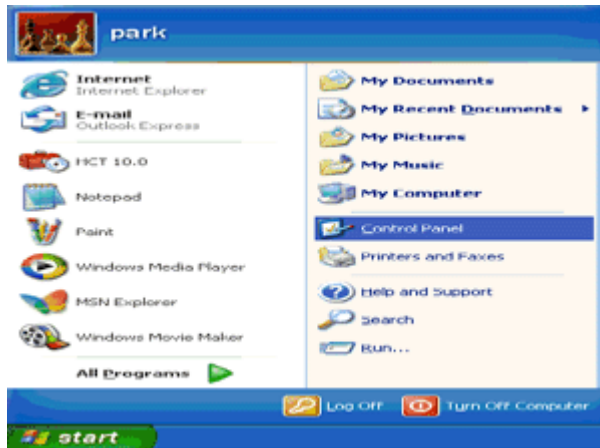 park
Internet
Internet Explorer
E-mail
Outlook Express
HCT 10.0
Notepad
Paint
Windows Media Player
MSN Explorer
Windows Movie Maker
All Programs
My Documents
My Recent Documents
My Pictures
My Music
My Computer
Control Panel
Printers and Faxes
Help and Support
Search
Run...
Log Off
Turn Off Computer
start